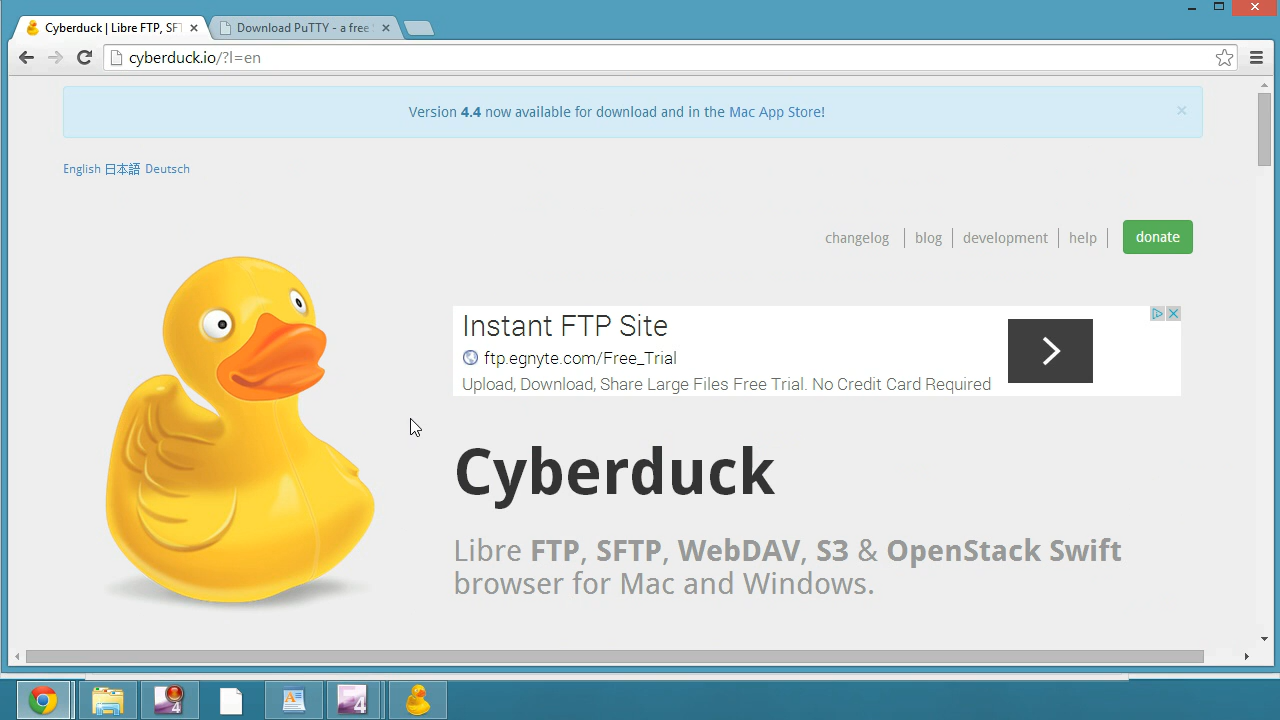 Cyberduck | Libre FTP, SFT
Download PuTTY - a free
cyberduck.io/?l=en
Version 4.4 now available for download and in the Mac App Store!
English 日本語 Deutsch
changelog blog development help donate
Instant FTP Site
ftp.egnyte.com/Free_Trial
Upload, Download, Share Large Files Free Trial. No Credit Card Required
Cyberduck
Libre FTP, SFTP, WebDAV, S3 & OpenStack Swift
browser for Mac and Windows.
4
4